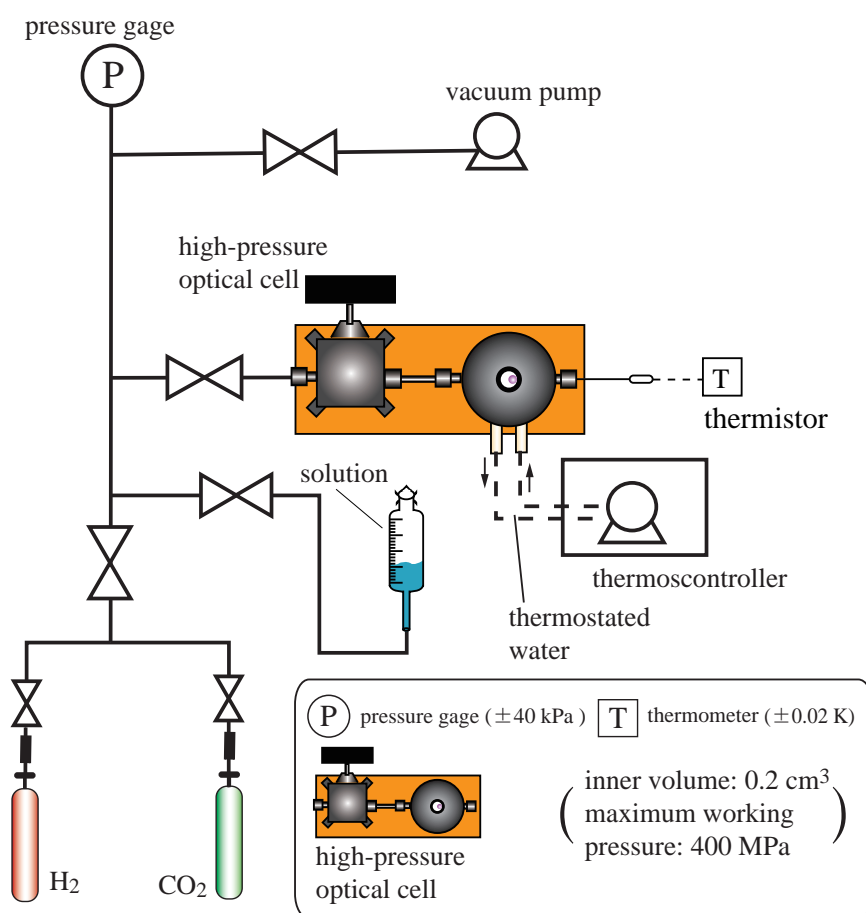 pressure gage
P
vacuum pump
high-pressure
optical cell
T
thermistor
solution
thermoscontroller
thermostated
water
H₂
CO₂
P pressure gage (±40 kPa) T thermometer (±0.02 K)
inner volume: 0.2 cm³
maximum working
pressure: 400 MPa
high-pressure
optical cell